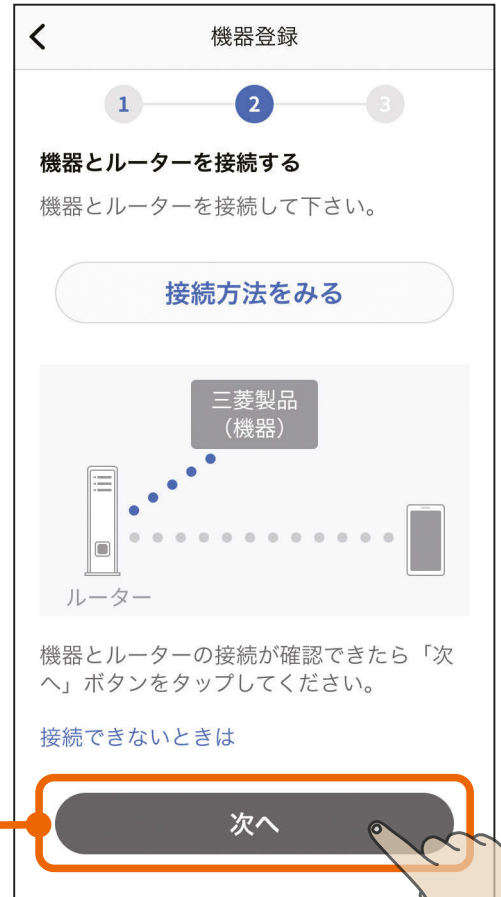 機器登録
1 2 3
機器とルーターを接続する
機器とルーターを接続して下さい。
接続方法をみる
三菱製品
（機器）
ルーター
機器とルーターの接続が確認できたら「次
へ」ボタンをタップしてください。
接続できないときは
次へ